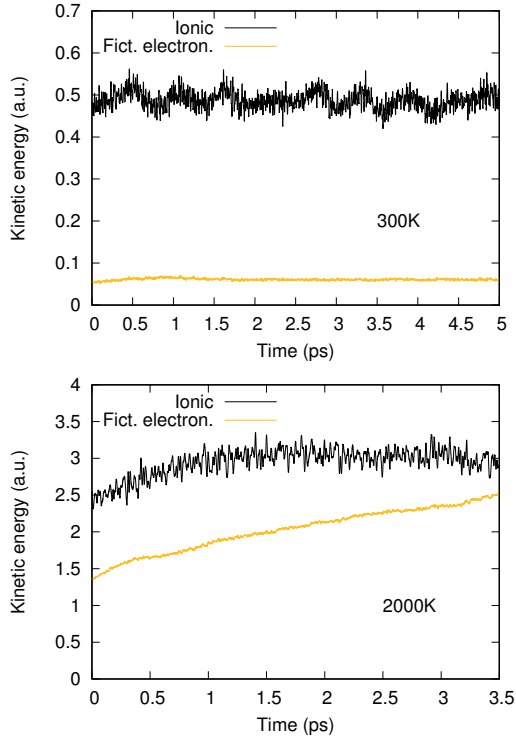 0.7
0.6
0.5
0.4
0.3
0.2
0.1
0
Kinetic energy (a.u.)
Ionic
Fict. electron.
300K
0 0.5 1 1.5 2 2.5 3 3.5 4 4.5 5
Time (ps)
4
3.5
3
2.5
2
1.5
1
0.5
0
Kinetic energy (a.u.)
Ionic
Fict. electron.
2000K
0 0.5 1 1.5 2 2.5 3 3.5
Time (ps)